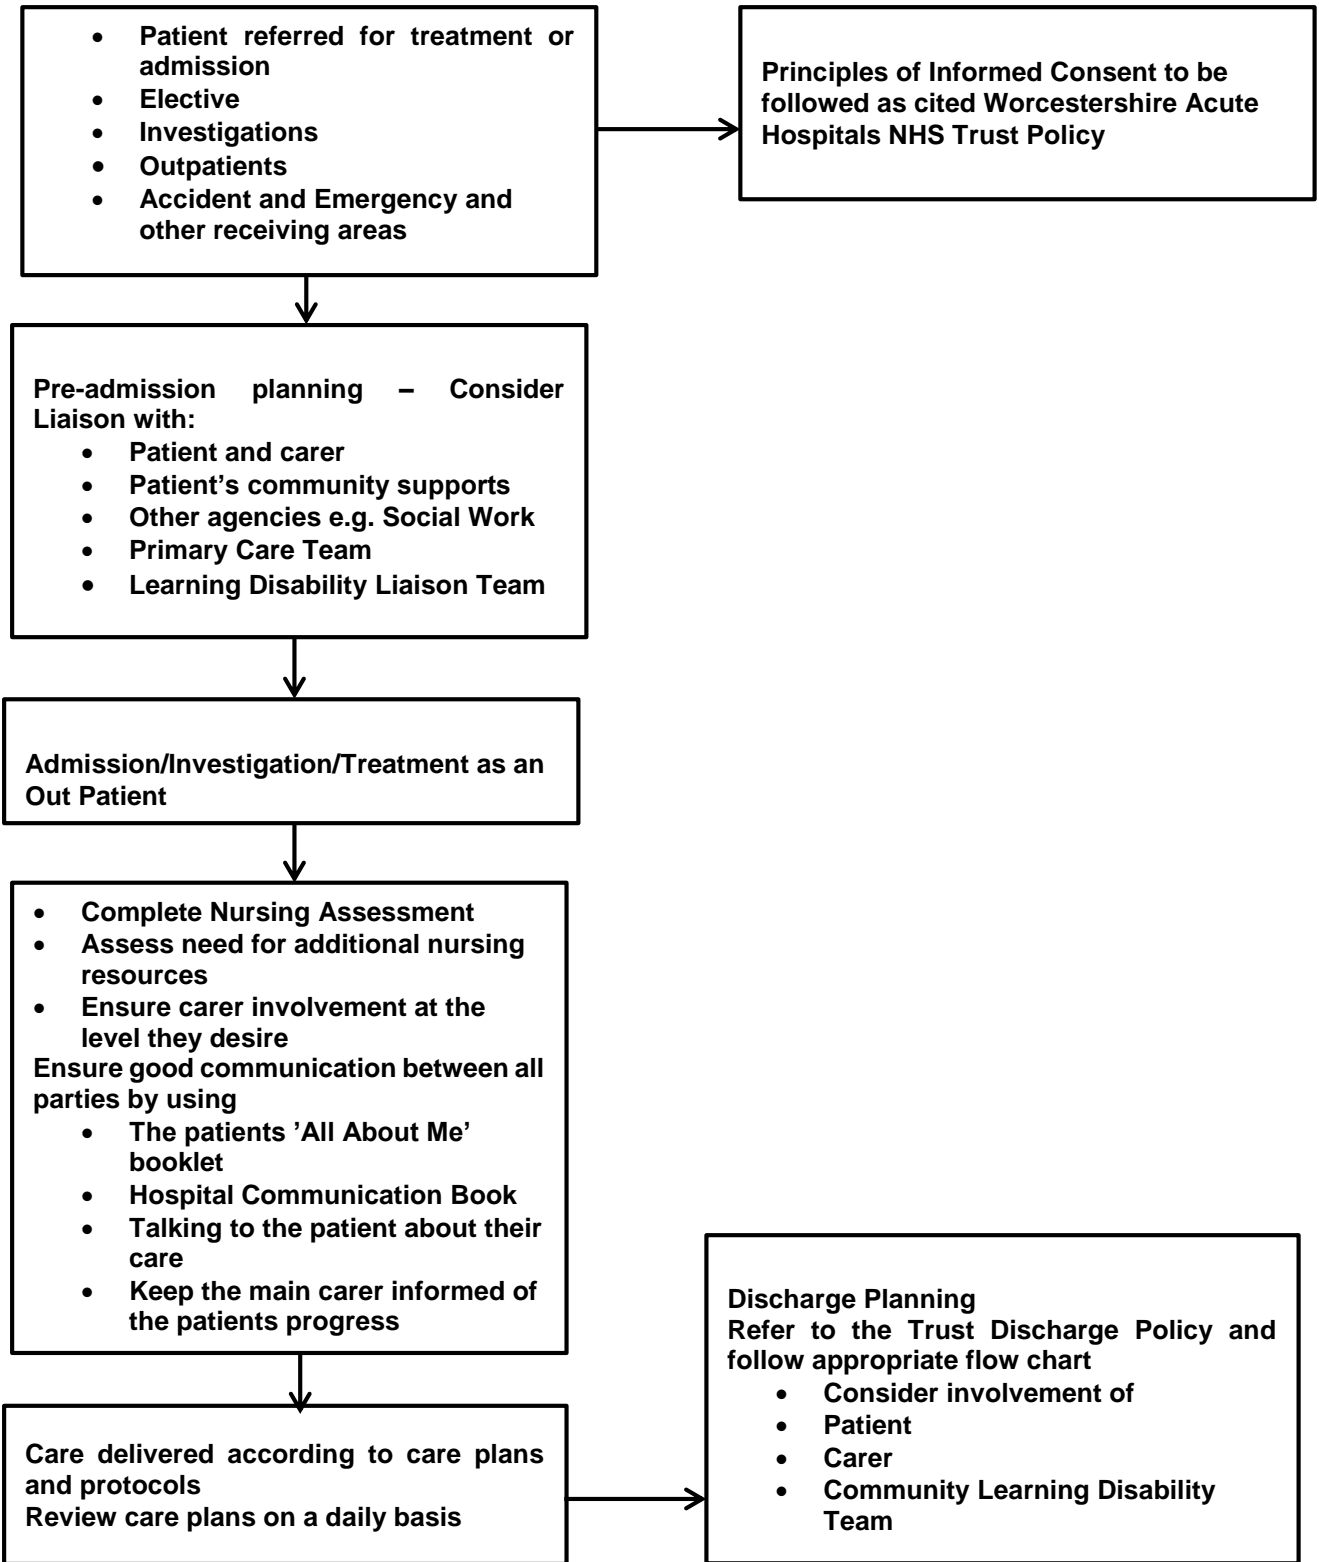 • Patient referred for treatment or
admission
• Elective
• Investigations
• Outpatients
• Accident and Emergency and
other receiving areas
Principles of Informed Consent to be
followed as cited Worcestershire Acute
Hospitals NHS Trust Policy
Pre-admission planning – Consider
Liaison with:
• Patient and carer
• Patient’s community supports
• Other agencies e.g. Social Work
• Primary Care Team
• Learning Disability Liaison Team
Admission/Investigation/Treatment as an
Out Patient
• Complete Nursing Assessment
• Assess need for additional nursing
resources
• Ensure carer involvement at the
level they desire
Ensure good communication between all
parties by using
• The patients ’All About Me’
booklet
• Hospital Communication Book
• Talking to the patient about their
care
• Keep the main carer informed of
the patients progress
Care delivered according to care plans
and protocols
Review care plans on a daily basis
Discharge Planning
Refer to the Trust Discharge Policy and
follow appropriate flow chart
• Consider involvement of
• Patient
• Carer
• Community Learning Disability
Team